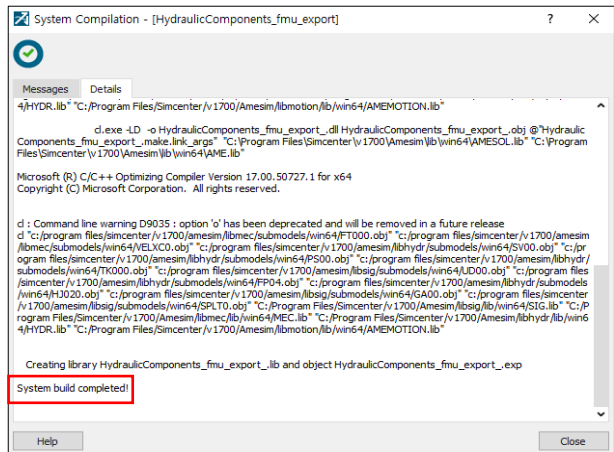 System Compilation - [HydraulicComponents_fmu_export]
? ×
Messages Details
4/HYDR.lib" "C:/Program Files/Simcenter/v1700/Amesim/libmotion/lib/win64/AMEMOTION.lib"
cl.exe -LD -o HydraulicComponents_fmu_export_.dll HydraulicComponents_fmu_export_.obj @"Hydraulic
Components_fmu_export_.make.link_args" "C:\Program Files\Simcenter\v1700\Amesim\lib\win64\AMESOL.lib" "C:\Program
Files\Simcenter\v1700\Amesim\lib\win64\AME.lib"
Microsoft (R) C/C++ Optimizing Compiler Version 17.00.50727.1 for x64
Copyright (C) Microsoft Corporation. All rights reserved.
cl : Command line warning D9035 : option 'o' has been deprecated and will be removed in a future release
cl "c:/program files/simcenter/v1700/amesim/libmec/submodels/win64/FT000.obj" "c:/program files/simcenter/v1700/amesim
/libmec/submodels/win64/VELXC0.obj" "c:/program files/simcenter/v1700/amesim/libhydr/submodels/win64/SV00.obj" "c:/pr
ogram files/simcenter/v1700/amesim/libhydr/submodels/win64/PS00.obj" "c:/program files/simcenter/v1700/amesim/libhydr/
submodels/win64/TK000.obj" "c:/program files/simcenter/v1700/amesim/libsig/submodels/win64/UD00.obj" "c:/program files
/simcenter/v1700/amesim/libhydr/submodels/win64/FP04.obj" "c:/program files/simcenter/v1700/amesim/libhydr/submodels
/win64/HJ020.obj" "c:/program files/simcenter/v1700/amesim/libsig/submodels/win64/GA00.obj" "c:/program files/simcenter
/v1700/amesim/libsig/submodels/win64/SPLT0.obj" "C:/Program Files/Simcenter/v1700/Amesim/libsig/lib/win64/SIG.lib" "C:/P
rogram Files/Simcenter/v1700/Amesim/libmec/lib/win64/MEC.lib" "C:/Program Files/Simcenter/v1700/Amesim/libhydr/lib/win6
4/HYDR.lib" "C:/Program Files/Simcenter/v1700/Amesim/libmotion/lib/win64/AMEMOTION.lib"
Creating library HydraulicComponents_fmu_export_.lib and object HydraulicComponents_fmu_export_.exp
System build completed!
Help Close